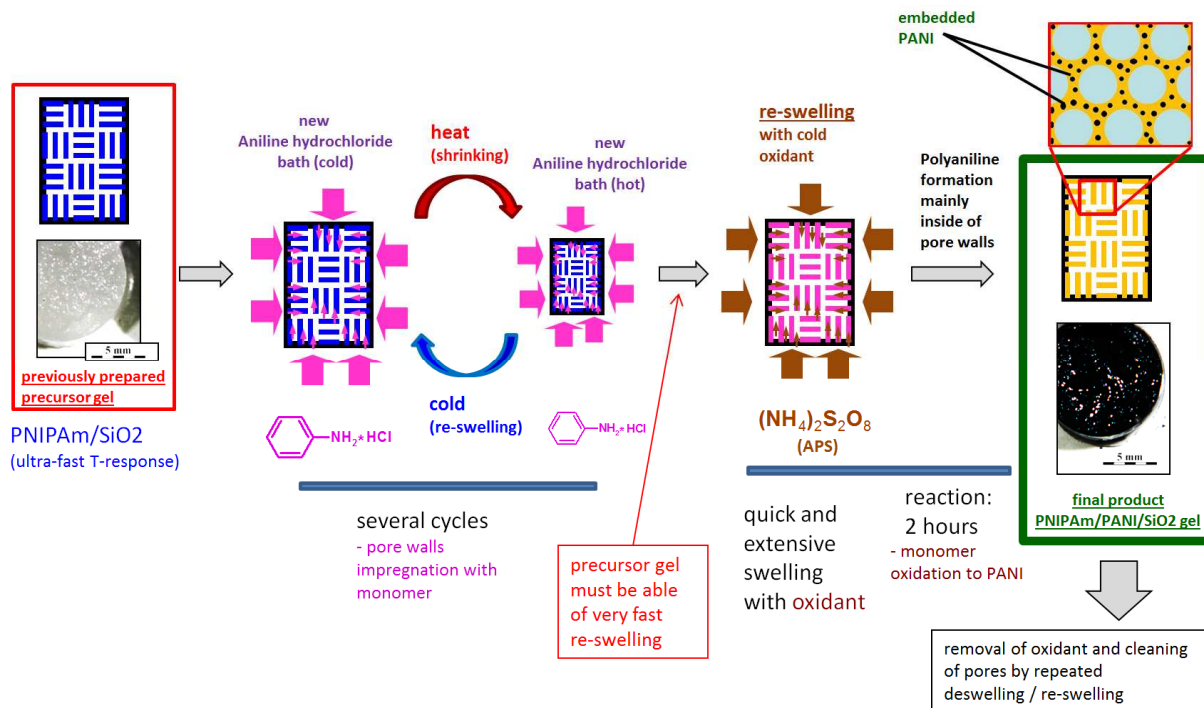 embedded
PANI
new
Aniline hydrochloride
bath (cold)
heat
(shrinking)
new
Aniline hydrochloride
bath (hot)
re-swelling
with cold
oxidant
Polyaniline
formation
mainly
inside of
pore walls
5 mm
previously prepared
precursor gel
PNIPAm/SiO2
(ultra-fast T-response)
NH2*HCl
cold
(re-swelling)
NH2*HCl
(NH4)2S2O8
(APS)
5 mm
final product
PNIPAm/PANI/SiO2 gel
several cycles
- pore walls
impregnation with
monomer
precursor gel
must be able
of very fast
re-swelling
quick and
extensive
swelling
with oxidant
reaction:
2 hours
- monomer
oxidation to PANI
removal of oxidant and cleaning
of pores by repeated
deswelling / re-swelling